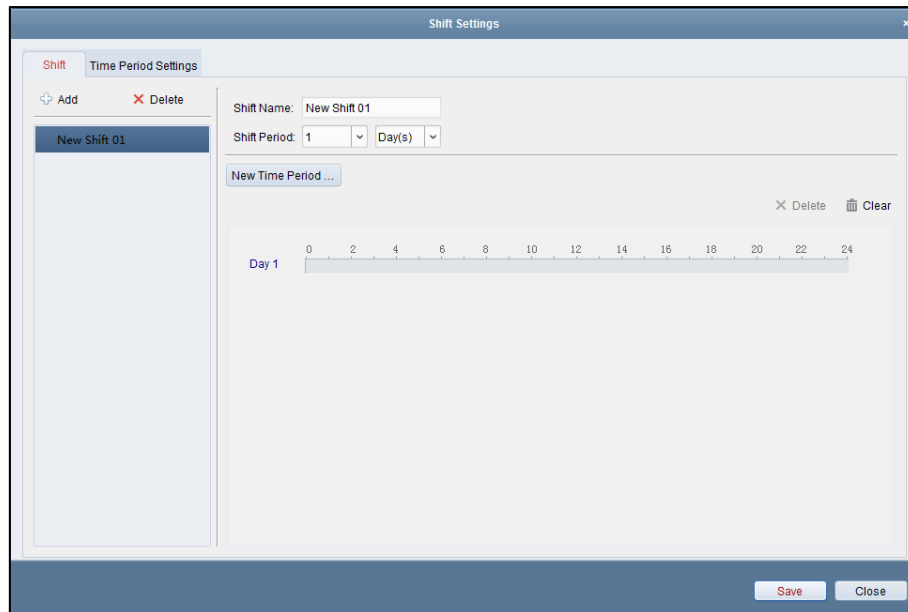 Shift Settings
Shift Time Period Settings
Add Delete
New Shift 01
Shift Name: New Shift 01
Shift Period: 1 Day(s)
New Time Period ...
Delete Clear
0 2 4 6 8 10 12 14 16 18 20 22 24
Day 1
Save Close